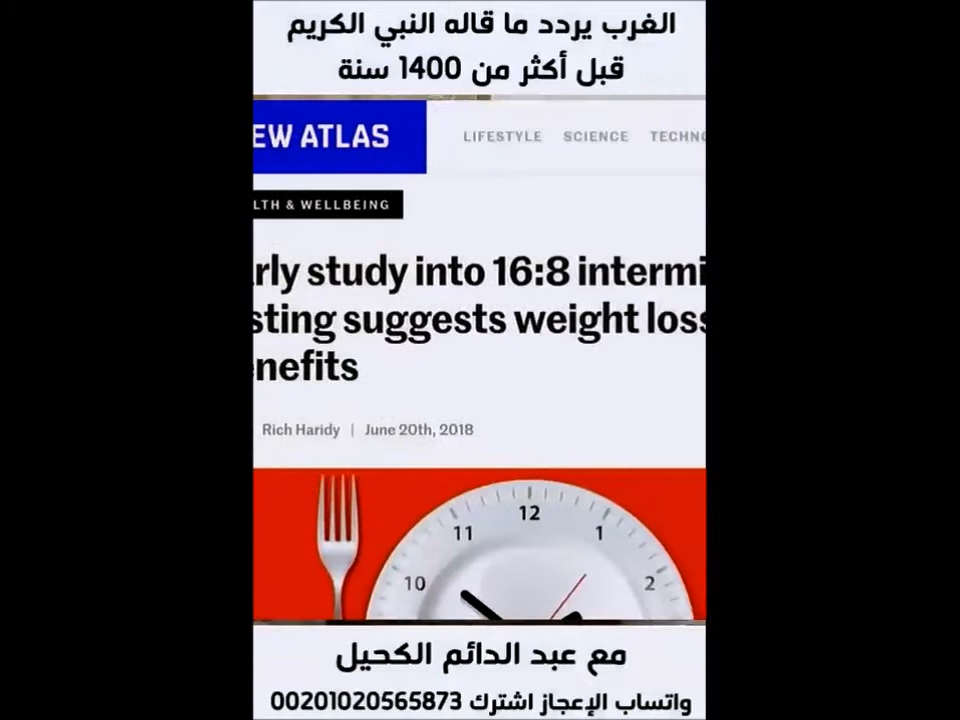 الغرب يردد ما قاله النبي الكريم
قبل أكثر من 1400 سنة
EW ATLAS
LIFESTYLE SCIENCE TECHNO
LTH & WELLBEING
rly study into 16:8 intermi
sting suggests weight loss
enefits
Rich Haridy | June 20th, 2018
12
11 1
10 2
مع عبد الدائم الكحيل
واتساب الإعجاز اشترك 00201020565873